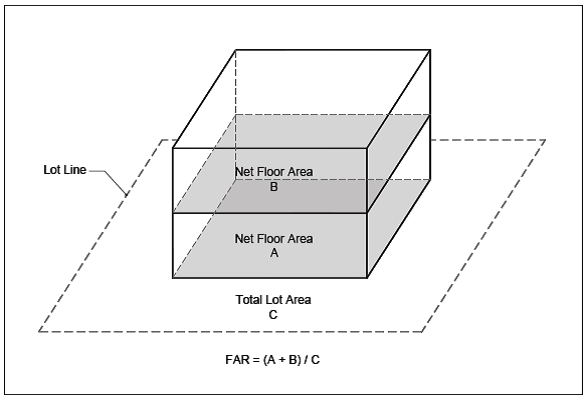 Lot Line
Net Floor Area
B
Net Floor Area
A
Total Lot Area
C
FAR = (A + B) / C